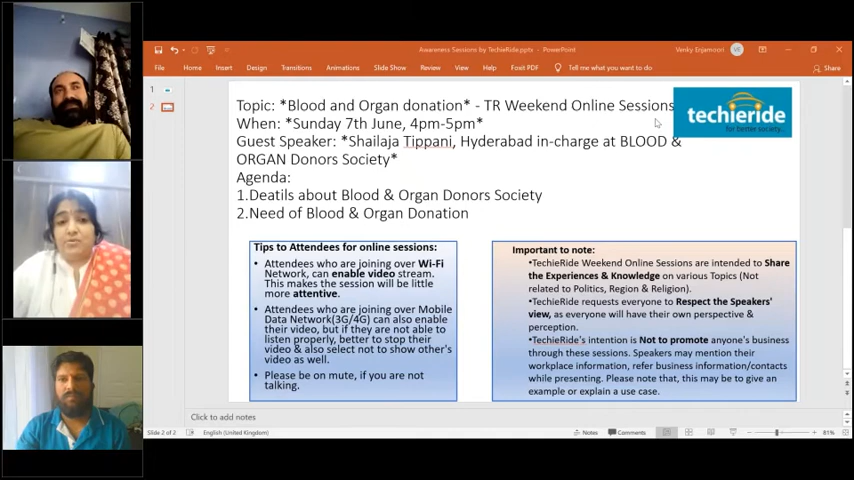 Awareness Sessions by TechieRide.pptx - PowerPoint
Venky Enjamoori
VE
File
Home
Insert
Draw
Design
Transitions
Animations
Slide Show
Review
View
Help
Foxit PDF
Tell me what you want to do
Share
1
2
Topic: *Blood and Organ donation* - TR Weekend Online Sessions
When: *Sunday 7th June, 4pm-5pm*
Guest Speaker: *Shailaja Tippani, Hyderabad in-charge at BLOOD &
ORGAN Donors Society*
Agenda:
1.Deatils about Blood & Organ Donors Society
2.Need of Blood & Organ Donation
techieride
for better society.
Tips to Attendees for online sessions:
• Attendees who are joining over Wi-Fi
Network, can enable video stream.
This makes the session will be little
more attentive.
• Attendees who are joining over Mobile
Data Network(3G/4G) can also enable
their video, but if they are not able to
listen properly, better to stop their
video & also select not to show other's
video as well.
• Please be on mute, if you are not
talking.
Important to note:
•TechieRide Weekend Online Sessions are intended to Share
the Experiences & Knowledge on various Topics (Not
related to Politics, Region & Religion).
•TechieRide requests everyone to Respect the Speakers'
view, as everyone will have their own perspective &
perception.
•TechieRide's intention is Not to promote anyone's business
through these sessions. Speakers may mention their
workplace information, refer business information/contacts
while presenting. Please note that, this may be to give an
example or explain a use case.
Click to add notes
Slide 2 of 2
English (United Kingdom)
Notes
Comments
81%